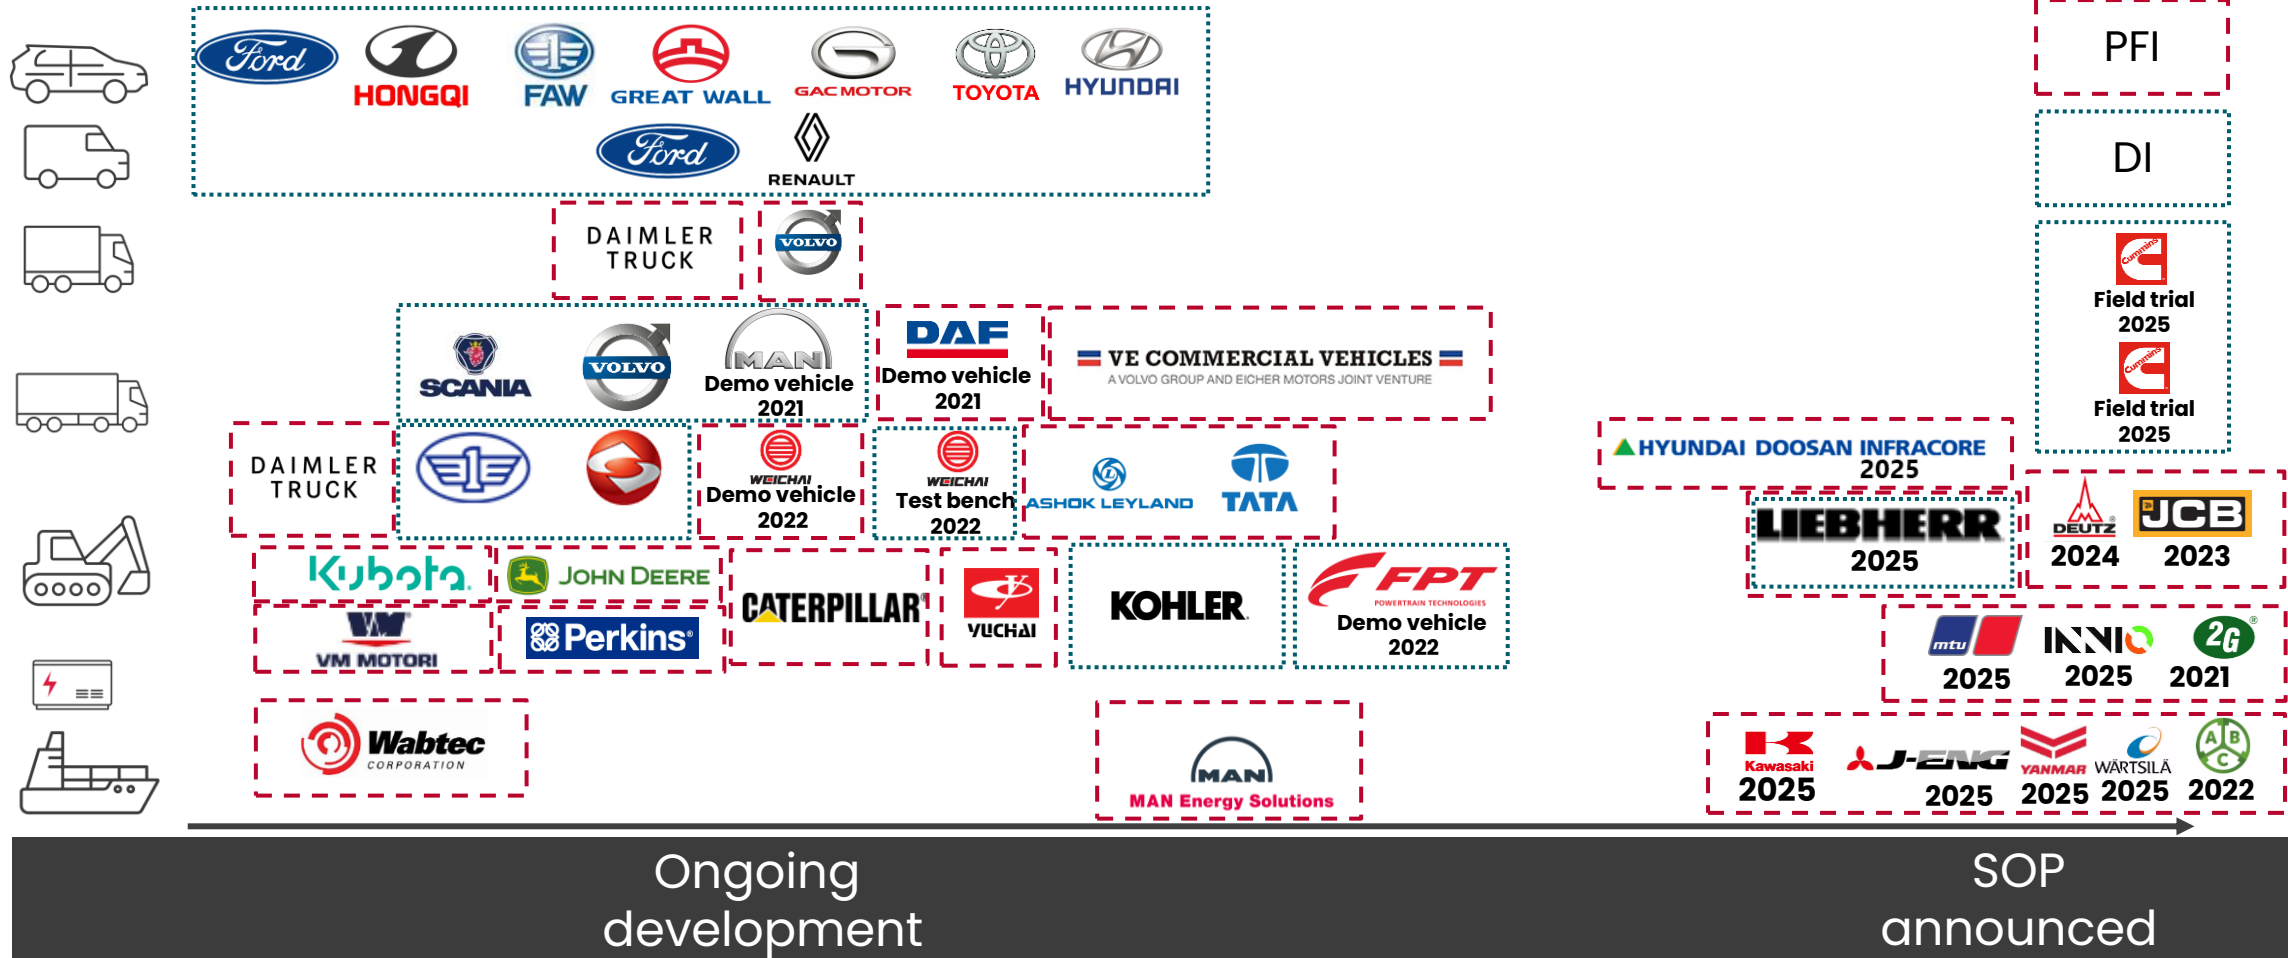 Ford
HONGQI
FAW
GREAT WALL
GAC MOTOR
TOYOTA
HYUNDAI
PFI
Ford
RENAULT
DI
DAIMLER
TRUCK
VOLVO
Cummins
Field trial
2025
SCANIA
VOLVO
MAN
Demo vehicle
2021
DAF
Demo vehicle
2021
VE COMMERCIAL VEHICLES
A VOLVO GROUP AND EICHER MOTORS JOINT VENTURE
Cummins
Field trial
2025
DAIMLER
TRUCK
WEICHAI
Demo vehicle
2022
WEICHAI
Test bench
2022
ASHOK LEYLAND
TATA
HYUNDAI DOOSAN INFRACORE
2025
LIEBHERR
2025
DEUTZ®
2024
JCB
2023
Kubota
JOHN DEERE
CATERPILLAR®
YUCHAI
KOHLER.
FPT
POWERTRAIN TECHNOLOGIES
Demo vehicle
2022
VM MOTORI
Perkins®
mtu
2025
INNIO
2025
2G®
2021
Wabtec
CORPORATION
MAN
MAN Energy Solutions
Kawasaki
2025
J-ENG
2025
YANMAR
2025
WÄRTSILÄ
2025
ABC
2022
Ongoing
development
SOP
announced